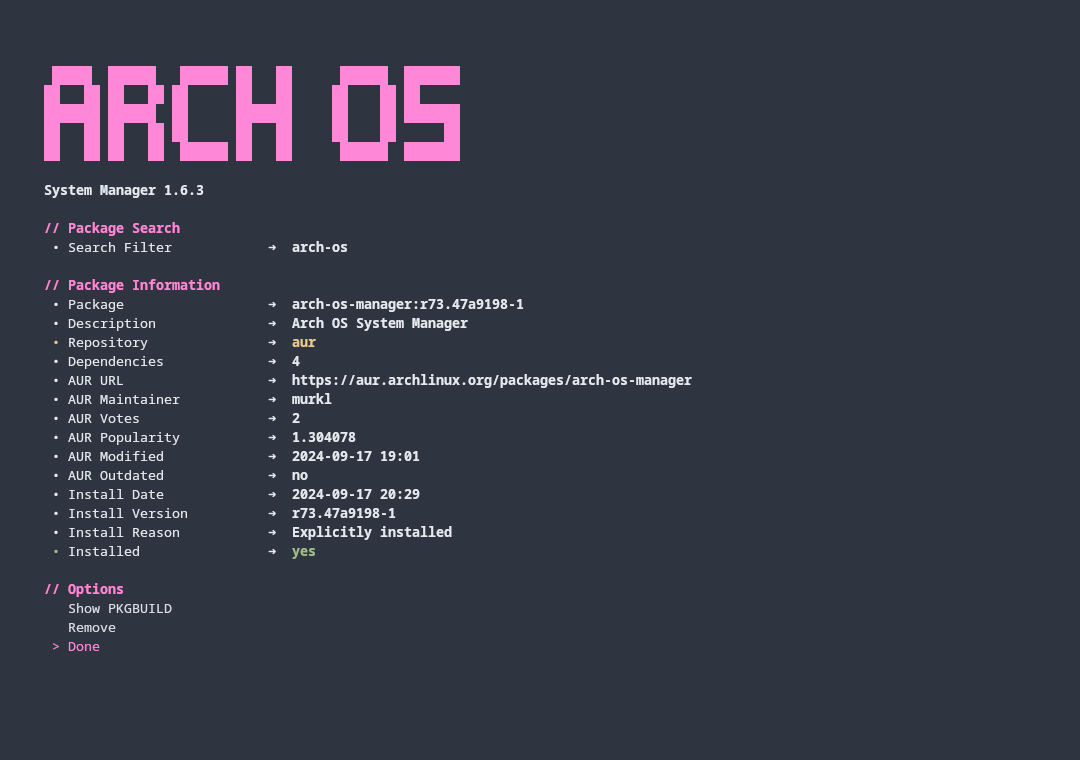 ARCH OS
System Manager 1.6.3
// Package Search
• Search Filter ➔ arch-os
// Package Information
• Package ➔ arch-os-manager:r73.47a9198-1
• Description ➔ Arch OS System Manager
• Repository ➔ aur
• Dependencies ➔ 4
• AUR URL ➔ https://aur.archlinux.org/packages/arch-os-manager
• AUR Maintainer ➔ murkl
• AUR Votes ➔ 2
• AUR Popularity ➔ 1.304078
• AUR Modified ➔ 2024-09-17 19:01
• AUR Outdated ➔ no
• Install Date ➔ 2024-09-17 20:29
• Install Version ➔ r73.47a9198-1
• Install Reason ➔ Explicitly installed
• Installed ➔ yes
// Options
Show PKGBUILD
Remove
> Done